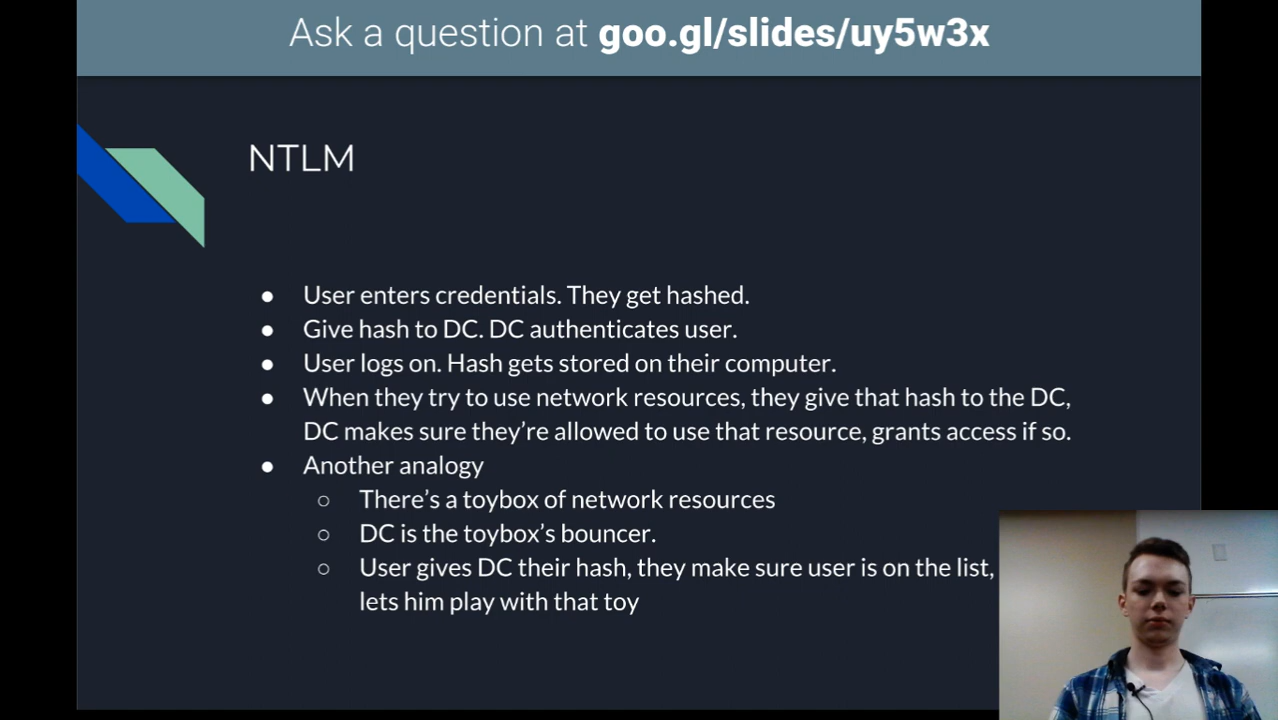 Ask a question at goo.gl/slides/uy5w3x
NTLM
● User enters credentials. They get hashed.
● Give hash to DC. DC authenticates user.
● User logs on. Hash gets stored on their computer.
● When they try to use network resources, they give that hash to the DC,
DC makes sure they’re allowed to use that resource, grants access if so.
● Another analogy
○ There’s a toybox of network resources
○ DC is the toybox’s bouncer.
○ User gives DC their hash, they make sure user is on the list,
lets him play with that toy